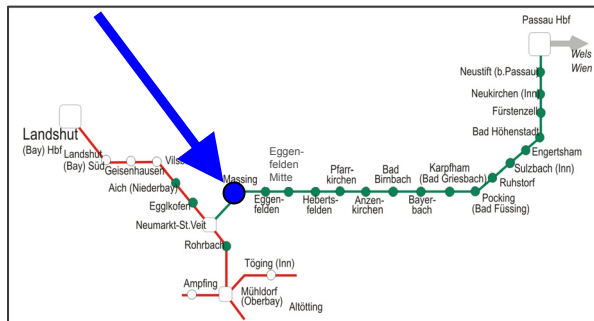 Passau Hbf
Wels
Wien
Neustift (b.Passau)
Neukirchen (Inn)
Fürstenzell
Bad Höhenstadt
Engertsham
Sulzbach (Inn)
Ruhstorf
Pocking
(Bad Füssing)
Karpfham
(Bad Griesbach)
Bayer-
bach
Bad
Birnbach
Anzen-
kirchen
Pfarr-
kirchen
Heberts-
felden
Eggen-
felden
Mitte
Eggen-
felden
Massing
Landshut
(Bay) Hbf
Landshut
(Bay) Süd
Geisenhausen
Aich (Niederbay)
Egglkofen
Neumarkt-St.Veit
Rohrbach
Töging (Inn)
Ampfing
Mühldorf
(Oberbay)
Altötting